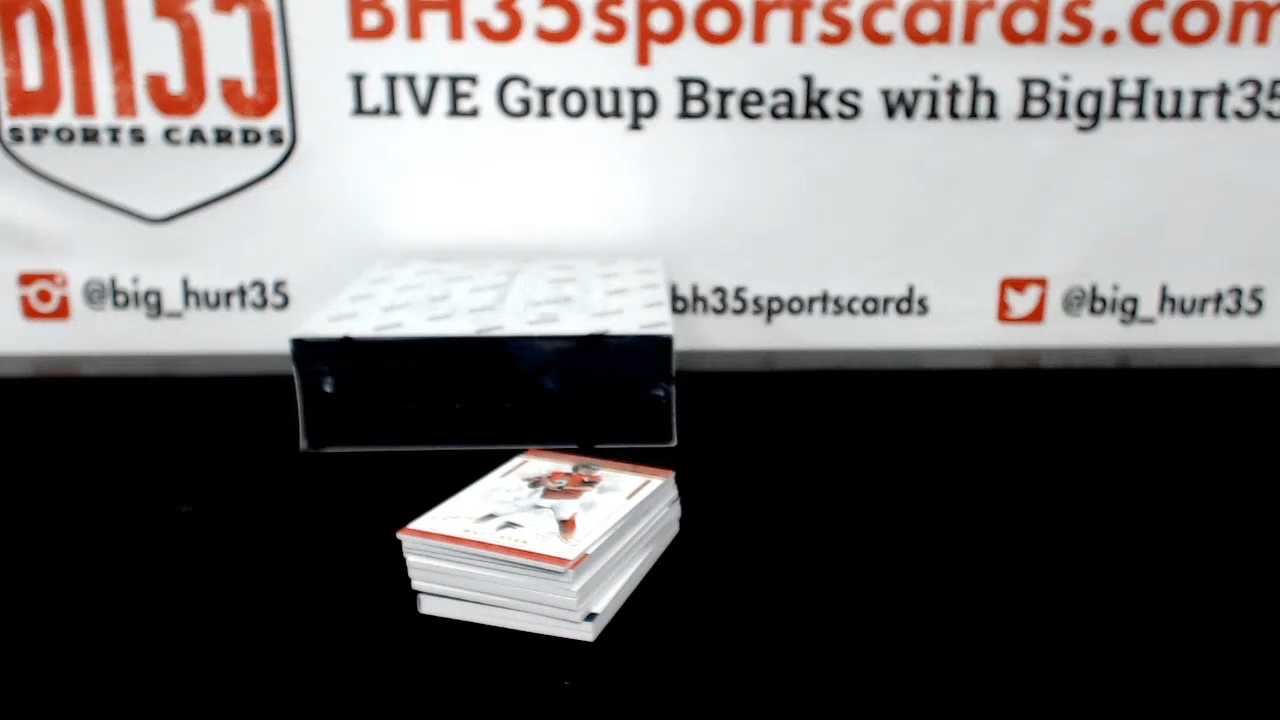 BH35
SPORTS CARDS
BH35sportscards.com
LIVE Group Breaks with BigHurt35
@big_hurt35
bh35sportscards
@big_hurt35